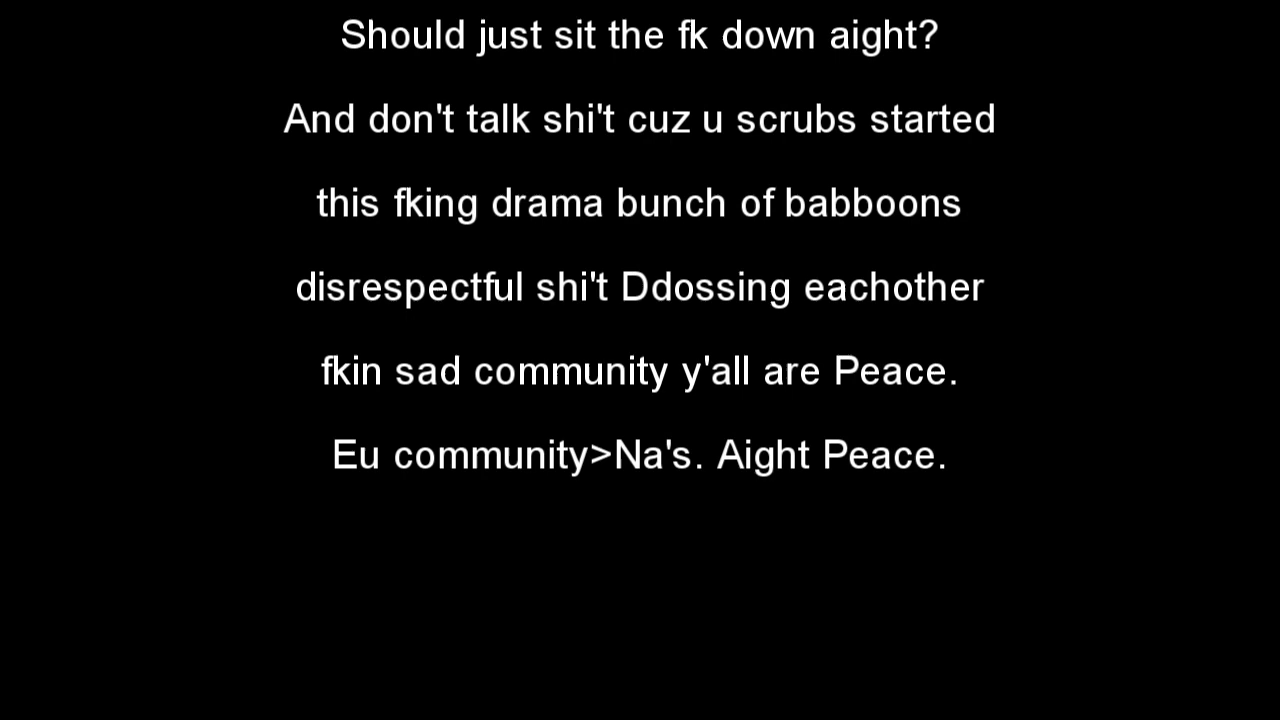 Should just sit the fk down aight?
And don't talk shi't cuz u scrubs started
this fking drama bunch of babboons
disrespectful shi't Ddossing eachother
fkin sad community y'all are Peace.
Eu community>Na's. Aight Peace.